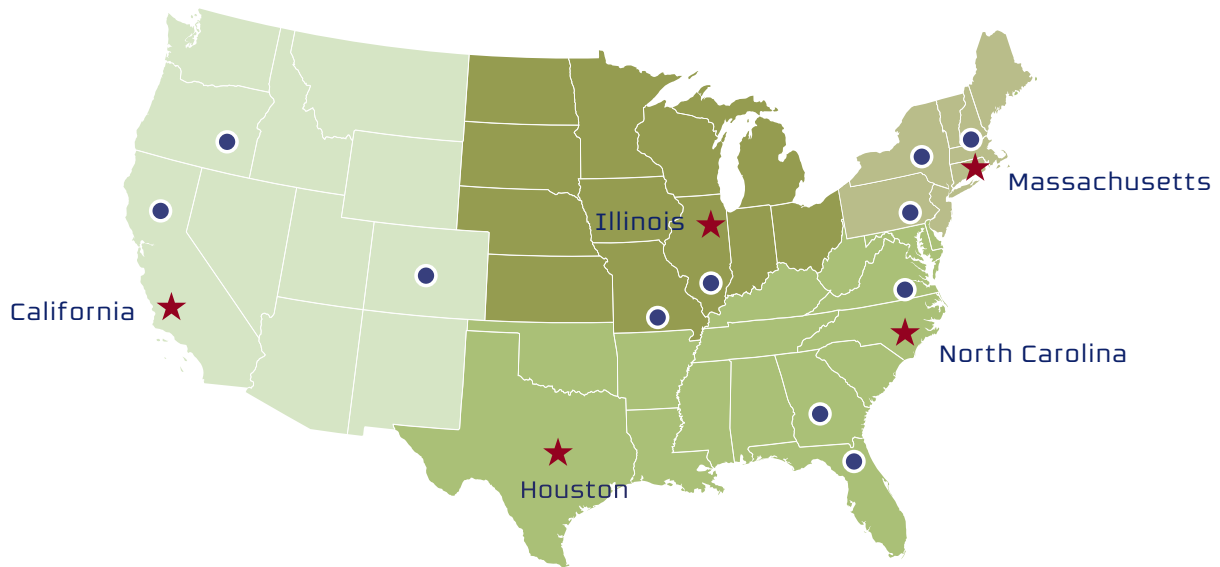 Massachusetts
Illinois
California
North Carolina
Houston